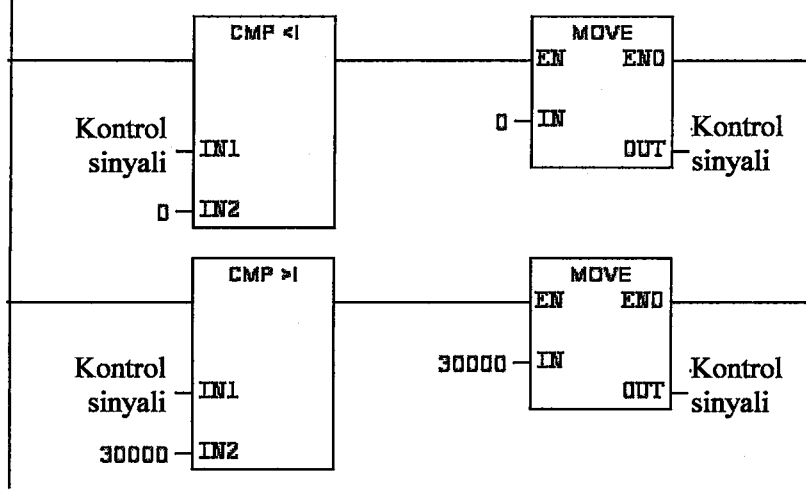 CMP <I
MOVE
EN ENO
Kontrol
sinyali
IN1
0
IN
OUT
Kontrol
sinyali
0
IN2
CMP >I
MOVE
EN ENO
Kontrol
sinyali
IN1
30000
IN
OUT
Kontrol
sinyali
30000
IN2